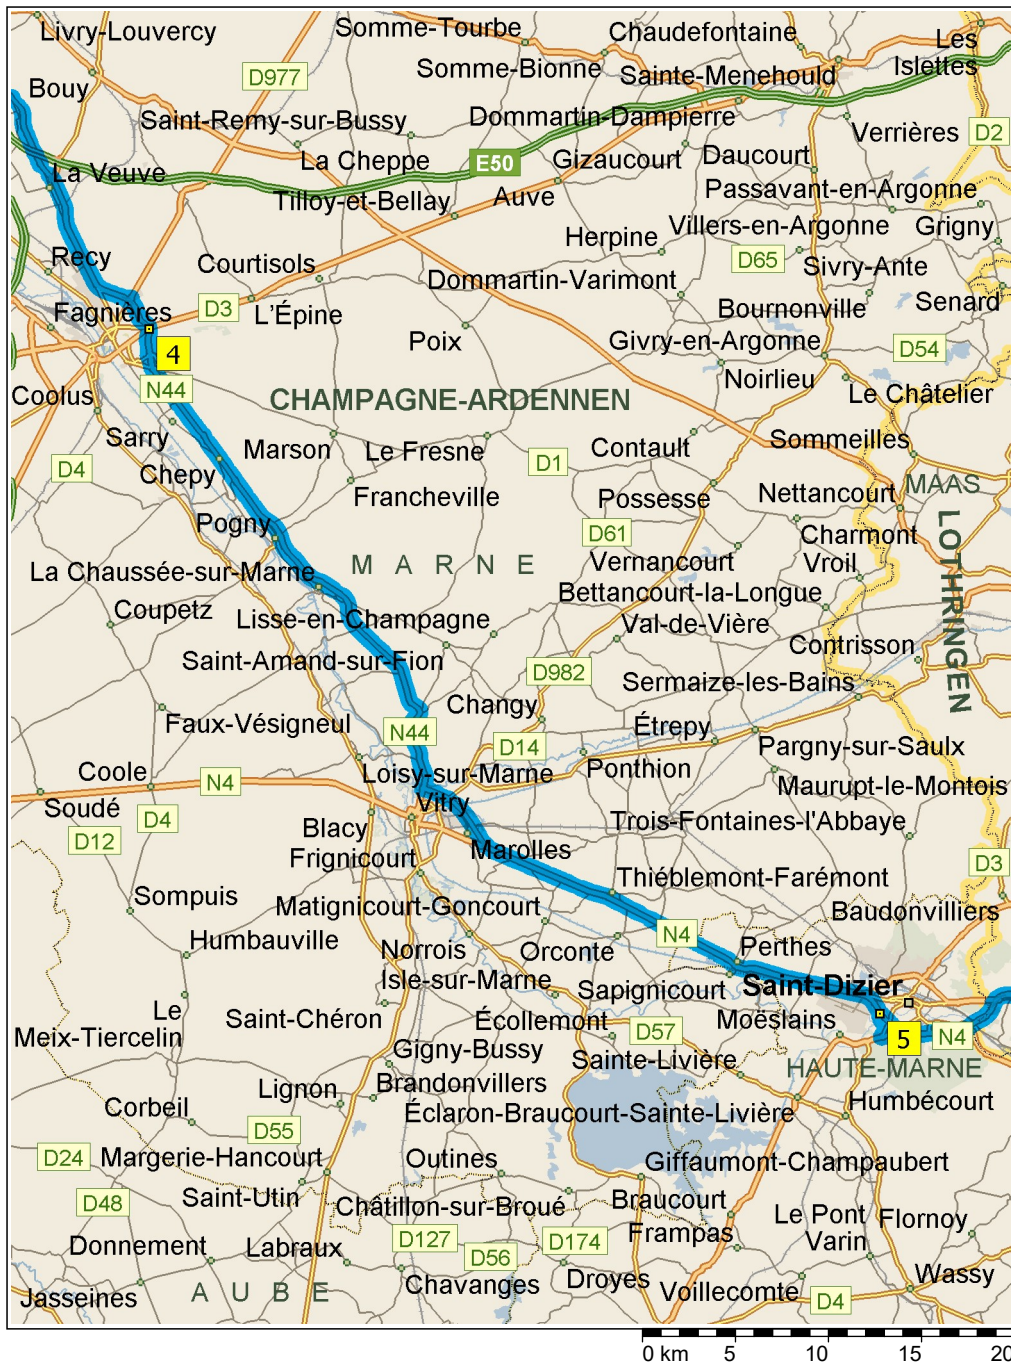 Livry-Louvercy
Somme-Tourbe
Chaudefontaine
Les
Islettes
Bouy
D977
Somme-Bionne
Sainte-Menehould
Saint-Remy-sur-Bussy
Dommartin-Dampierre
Verrières
D2
La Cheppe
E50
Gizaucourt
Daucourt
La Veuve
Tilloy-et-Bellay
Auve
Passavant-en-Argonne
Herpine
Villers-en-Argonne
Grigny
Recy
Courtisols
Dommartin-Varimont
D65
Sivry-Ante
Fagnières
D3
L'Épine
Bournonville
Senard
4
Poix
Givry-en-Argonne
D54
N44
Noirlieu
Coolus
CHAMPAGNE-ARDENNEN
Le Châtelier
Sarry
Marson
Le Fresne
Contault
Sommeilles
D4
Chepy
D1
Francheville
Possesse
Nettancourt
MAAS
Pogny
D61
Charmont
LOTHRINGEN
La Chaussée-sur-Marne
MARNE
Vernancourt
Vroil
Coupetz
Bettancourt-la-Longue
Lisse-en-Champagne
Val-de-Vière
Saint-Amand-sur-Fion
Contrisson
D982
Sermaize-les-Bains
Changy
Faux-Vésigneul
N44
Étrepy
D14
Pargny-sur-Saulx
Coole
N4
Loisy-sur-Marne
Ponthion
Maurupt-le-Montois
Soudé
Vitry
D4
Blacy
Trois-Fontaines-l'Abbaye
D12
Frignicourt
Marolles
D3
Sompuis
Thiéblemont-Farémont
Matignicourt-Goncourt
Baudonvilliers
Humbauville
Norrois
Orconte
N4
Perthes
Isle-sur-Marne
Sapignicourt
Saint-Dizier
Le
Meix-Tiercelin
Saint-Chéron
Écollemont
D57
Moëslains
5
N4
Gigny-Bussy
Sainte-Livière
HAUTE-MARNE
Lignon
Brandonvillers
Corbeil
Éclaron-Braucourt-Sainte-Livière
Humbécourt
D55
D24
Margerie-Hancourt
Outines
Giffaumont-Champaubert
D48
Saint-Utin
Châtillon-sur-Broué
Braucourt
Frampas
Le Pont
Varin
Flornoy
Donnement
Labraux
D127
D56
D174
Jasseines
AUBE
Chavanges
Droyes
Voillecomte
D4
Wassy
0 km 5 10 15 20